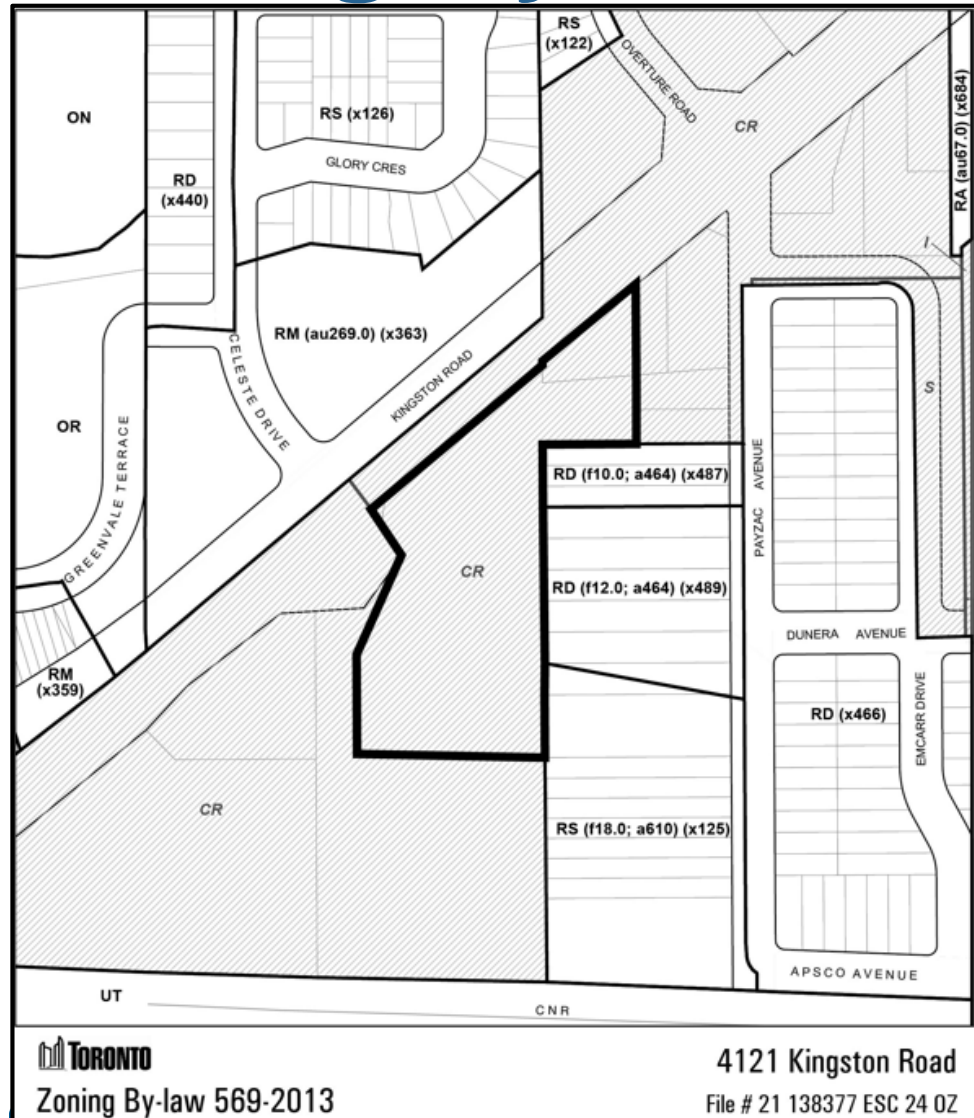 RS
(x122)
OVERTURE ROAD
ON
RS (x126)
CR
RA (au67.0) (x684)
GLORY CRES
RD
(x440)
I
RM (au269.0) (x363)
CELESTE DRIVE
KINGSTON ROAD
S
OR
GREENVALE TERRACE
RD (f10.0; a464) (x487)
PAYZAC AVENUE
CR
RD (f12.0; a464) (x489)
DUNERA AVENUE
RM
(x359)
RD (x466)
EMCARR DRIVE
CR
RS (f18.0; a610) (x125)
APSCO AVENUE
UT
CNR
TORONTO
Zoning By-law 569-2013
4121 Kingston Road
File # 21 138377 ESC 24 OZ